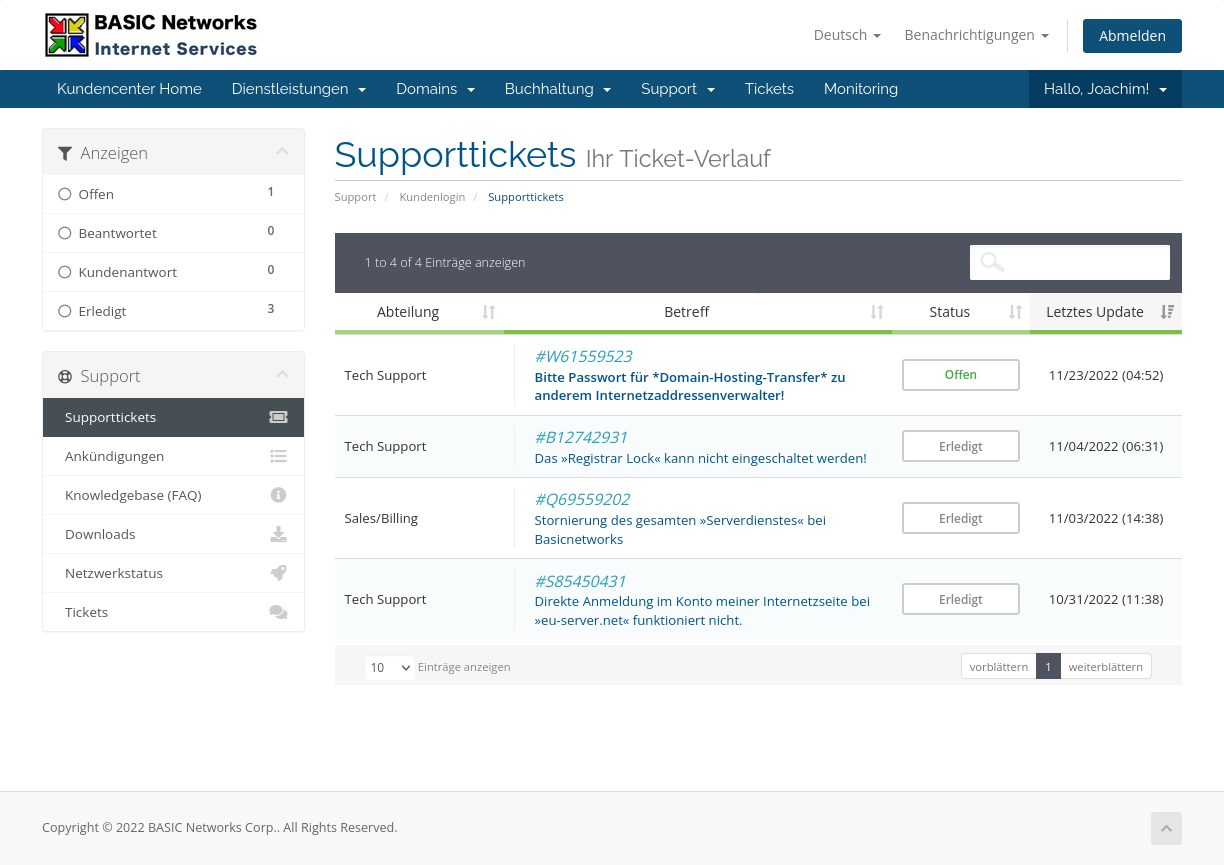 BASIC Networks
Internet Services
Deutsch
Benachrichtigungen
Abmelden
Kundencenter Home
Dienstleistungen
Domains
Buchhaltung
Support
Tickets
Monitoring
Hallo, Joachim!
Anzeigen
Offen 1
Beantwortet 0
Kundenantwort 0
Erledigt 3
Support
Supporttickets
Ankündigungen
Knowledgebase (FAQ)
Downloads
Netzwerkstatus
Tickets
Supporttickets Ihr Ticket-Verlauf
Support / Kundenlogin / Supporttickets
1 to 4 of 4 Einträge anzeigen
Abteilung Betreff Status Letztes Update
Tech Support
#W61559523
Bitte Passwort für *Domain-Hosting-Transfer* zu
anderem Internetzaddressenverwalter!
Offen
11/23/2022 (04:52)
Tech Support
#B12742931
Das »Registrar Lock« kann nicht eingeschaltet werden!
Erledigt
11/04/2022 (06:31)
Sales/Billing
#Q69559202
Stornierung des gesamten »Serverdienstes« bei
Basicnetworks
Erledigt
11/03/2022 (14:38)
Tech Support
#S85450431
Direkte Anmeldung im Konto meiner Internetzseite bei
»eu-server.net« funktioniert nicht.
Erledigt
10/31/2022 (11:38)
10 Einträge anzeigen
vorblättern 1 weiterblättern
Copyright © 2022 BASIC Networks Corp.. All Rights Reserved.